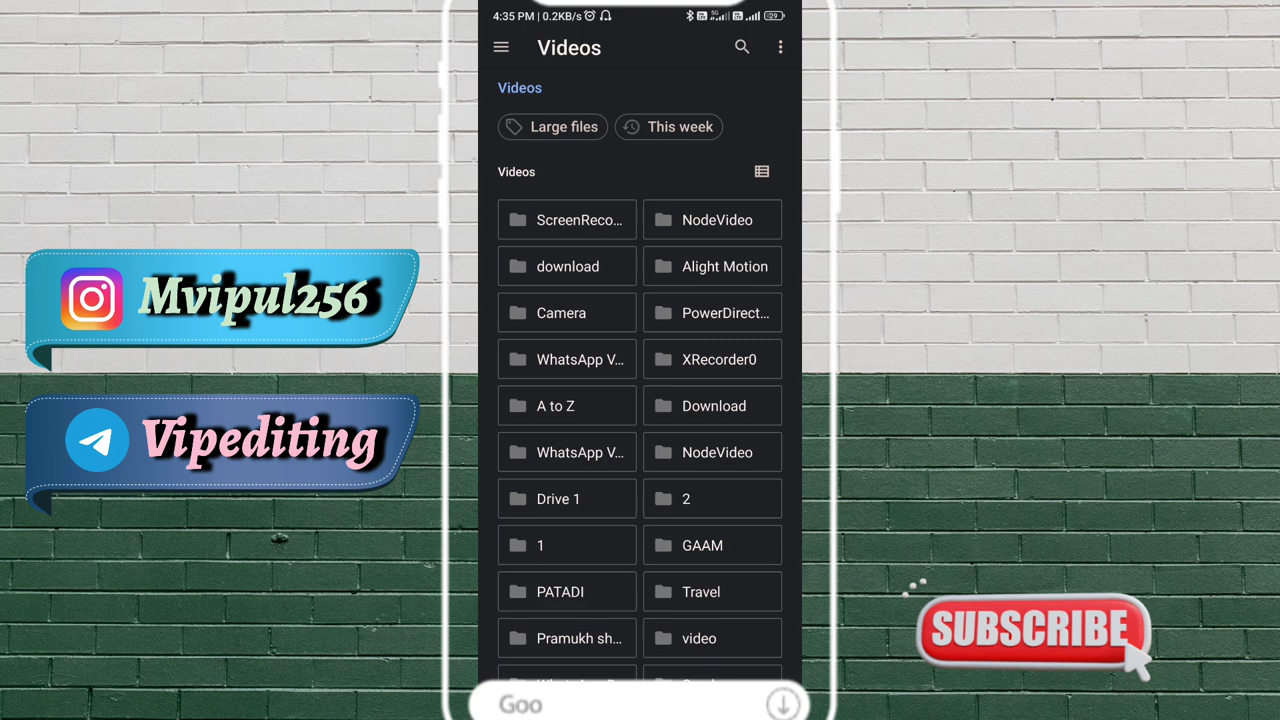 4:35 PM | 0.2KB/s
29
Videos
Videos
Large files
This week
Videos
ScreenReco...
NodeVideo
download
Alight Motion
Camera
PowerDirect...
WhatsApp V...
XRecorder0
A to Z
Download
WhatsApp V...
NodeVideo
Drive 1
2
1
GAAM
PATADI
Travel
Pramukh sh...
video
Goo
Mvipul256
Vipediting
SUBSCRIBE